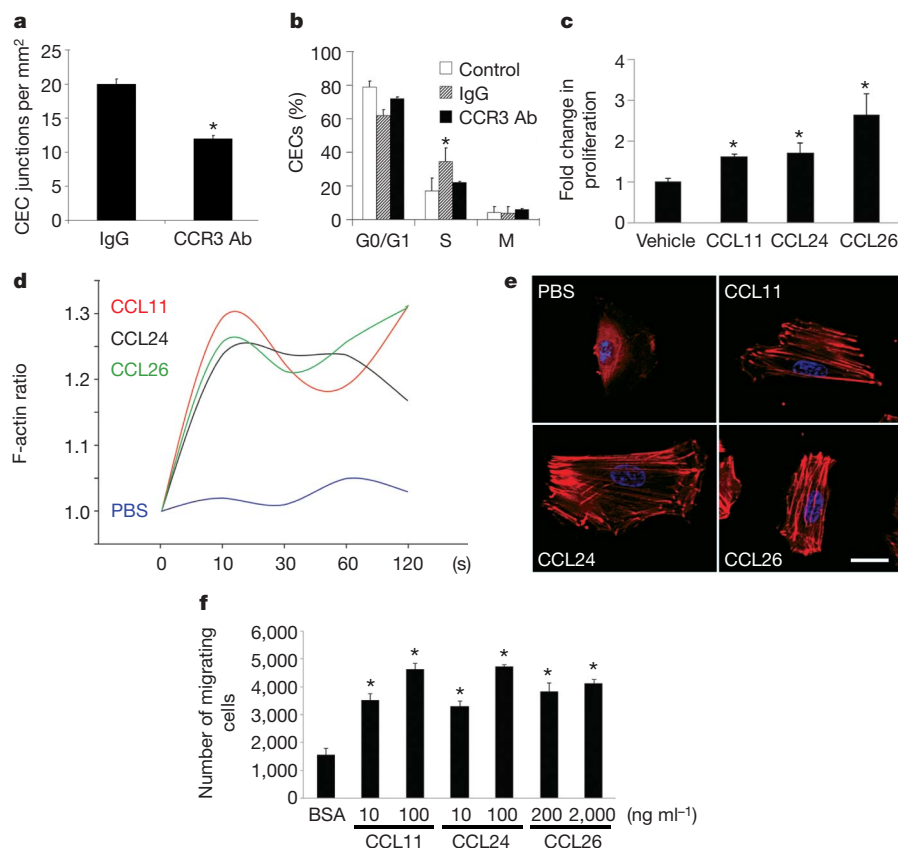 a
CEC junctions per mm²
25
20
15
10
5
0
*
IgG
CCR3 Ab
b
CECs (%)
100
80
60
40
20
0
Control
IgG
CCR3 Ab
*
G0/G1
S
M
c
Fold change in
proliferation
4
3
2
1
0
*
*
*
Vehicle
CCL11
CCL24
CCL26
d
F-actin ratio
1.3
1.2
1.1
1.0
CCL11
CCL24
CCL26
PBS
0
10
30
60
120
(s)
e
PBS
CCL11
CCL24
CCL26
f
Number of migrating
cells
6,000
5,000
4,000
3,000
2,000
1,000
0
*
*
*
*
*
*
BSA
10
100
10
100
200
2,000
(ng ml⁻¹)
CCL11
CCL24
CCL26